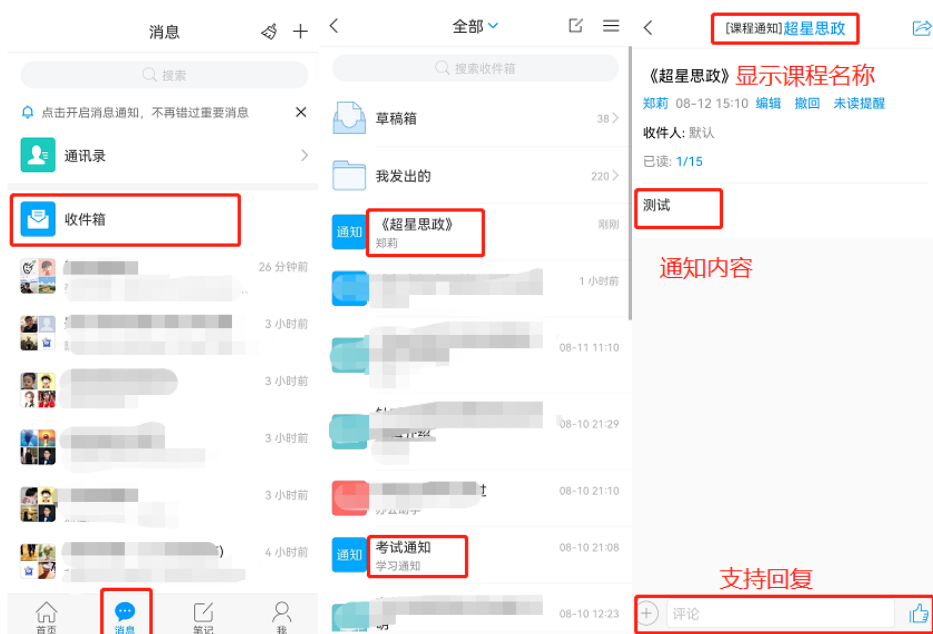 消息
搜索
点击开启消息通知，不再错过重要消息
通讯录
收件箱
26 分钟前
3 小时前
3 小时前
3 小时前
3 小时前
4 小时前
首页
消息
笔记
我
全部
搜索收件箱
草稿箱
38
我发出的
220
通知
《超星思政》
刚刚
郑莉
1 小时前
08-11 11:10
08-10 21:29
08-10 21:10
通知
考试通知
08-10 21:08
学习通知
08-10 12:23
[课程通知]超星思政
《超星思政》显示课程名称
郑莉 08-12 15:10 编辑 撤回 未读提醒
收件人: 默认
已读: 1/15
测试
通知内容
支持回复
评论